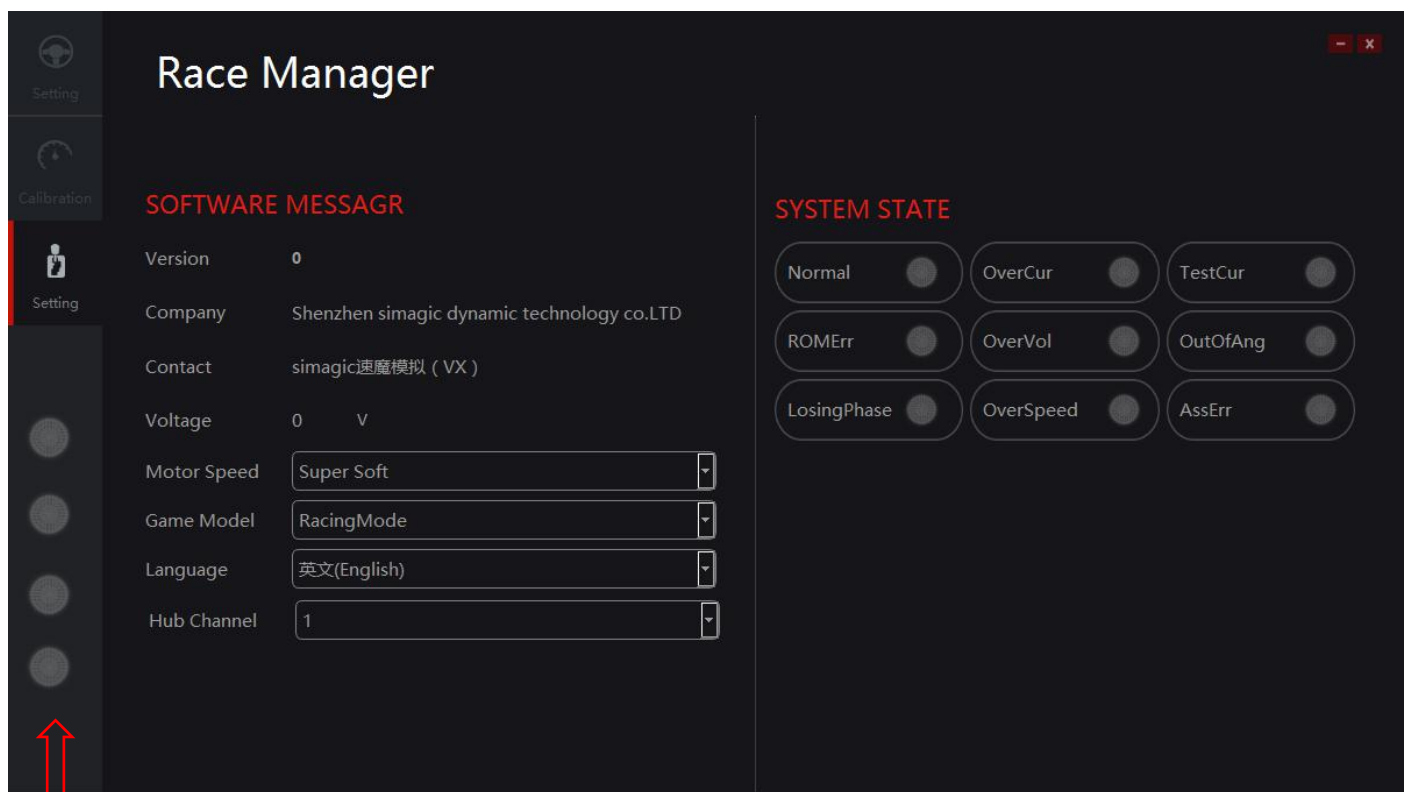 Race Manager
- x
Setting
Calibration
Setting
SOFTWARE MESSAGR
Version 0
Company Shenzhen simagic dynamic technology co.LTD
Contact simagic速魔模拟 ( VX )
Voltage 0 V
Motor Speed Super Soft
Game Model RacingMode
Language 英文(English)
Hub Channel 1
SYSTEM STATE
Normal OverCur TestCur
ROMErr OverVol OutOfAng
LosingPhase OverSpeed AssErr